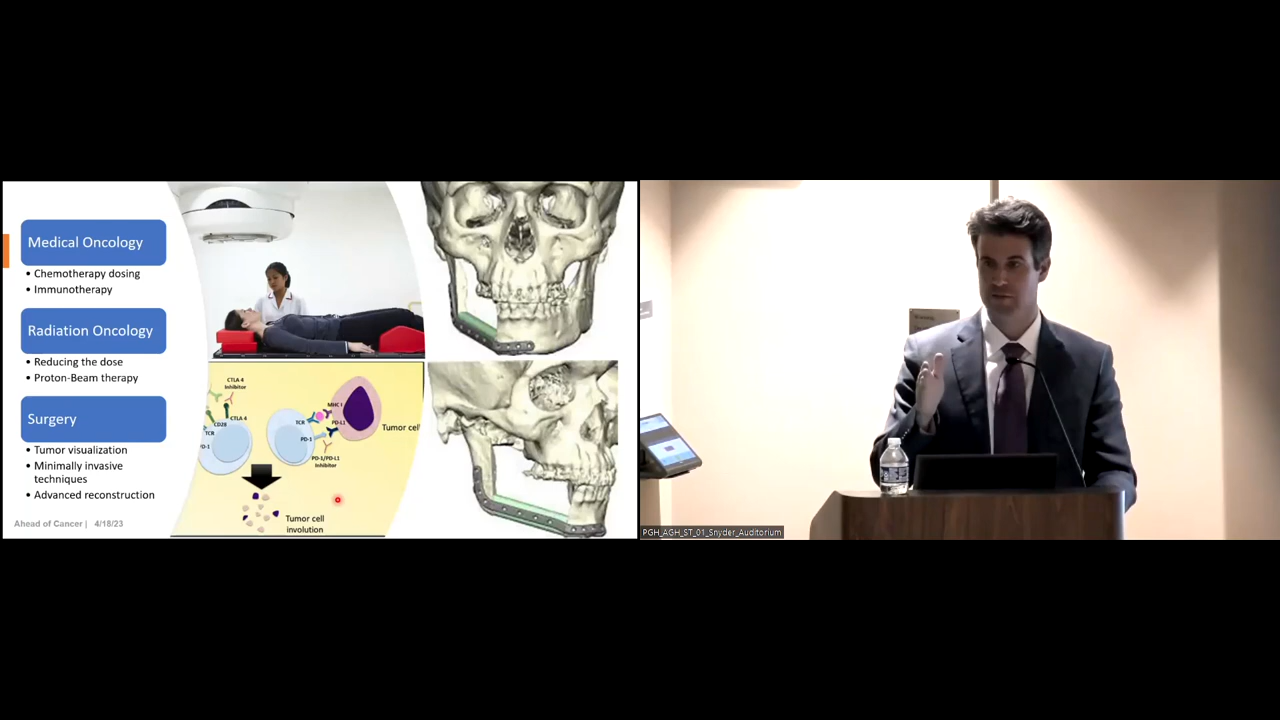 Medical Oncology
• Chemotherapy dosing
• Immunotherapy
Radiation Oncology
• Reducing the dose
• Proton-Beam therapy
Surgery
• Tumor visualization
• Minimally invasive
techniques
• Advanced reconstruction
Ahead of Cancer | 4/18/23
CTLA 4
Inhibitor
CTLA 4
CD28
TCR
PD-1
MHC I
TCR
PD-L1
PD-1
PD-1/PD-L1
Inhibitor
Tumor cell
Tumor cell
involution
PGH_AGH_ST_01_Snyder_Auditorium